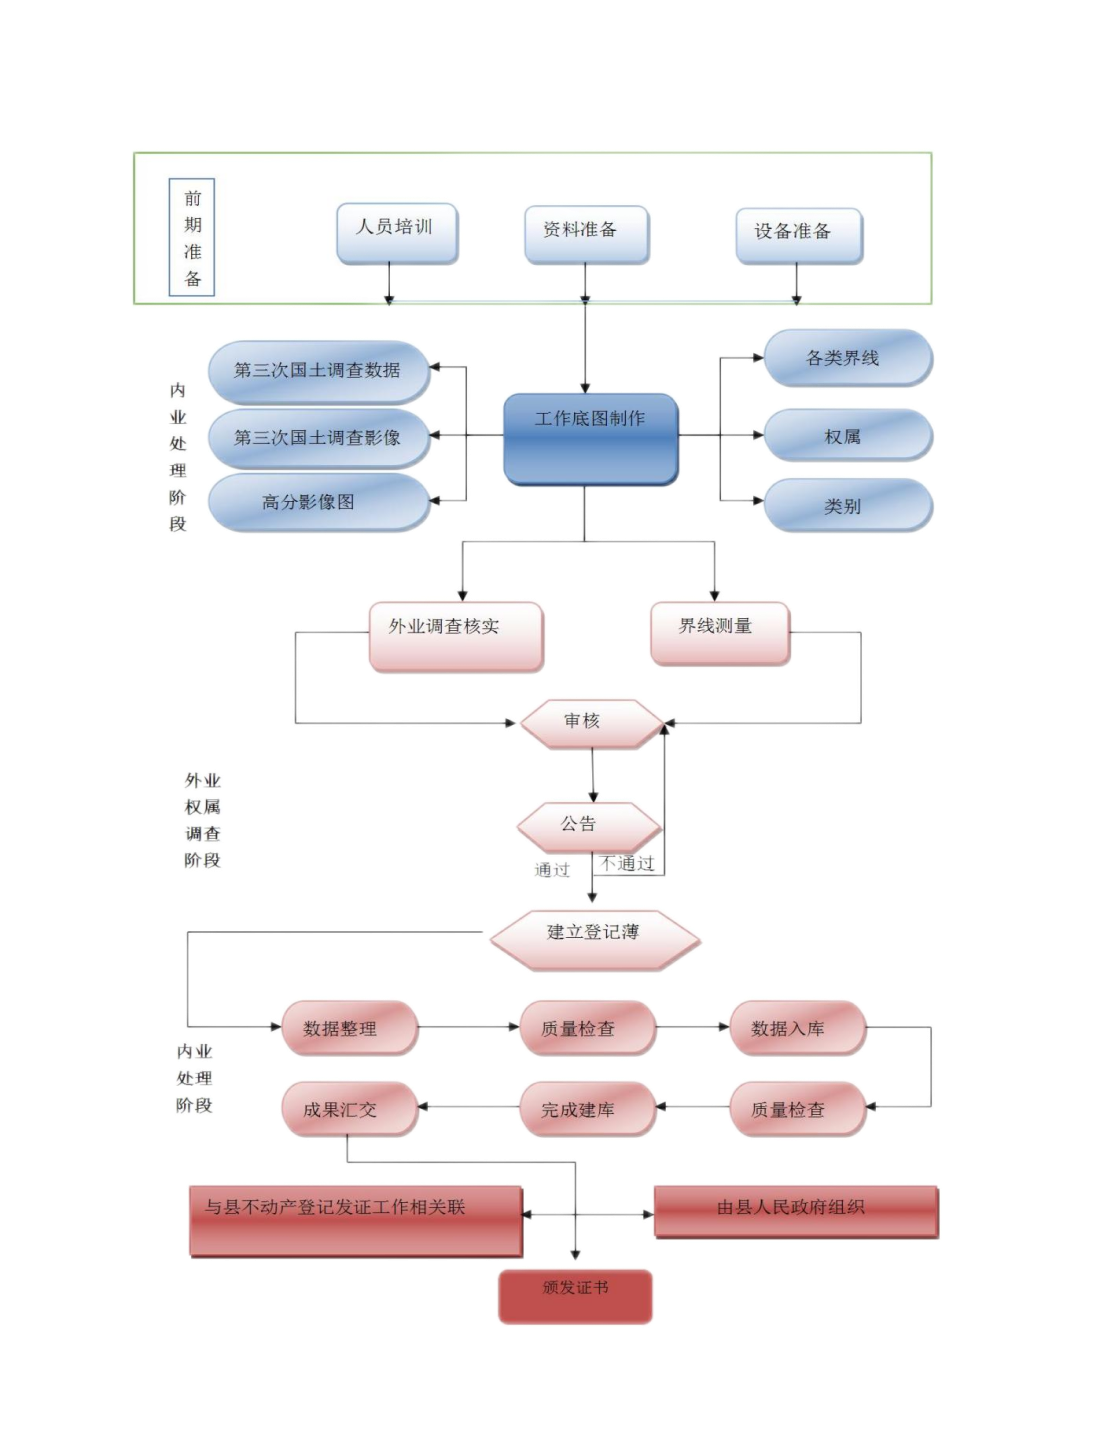 前
期
准
备
人员培训
资料准备
设备准备
内
业
处
理
阶
段
第三次国土调查数据
第三次国土调查影像
高分影像图
工作底图制作
各类界线
权属
类别
外业调查核实
界线测量
审核
外业
权属
调查
阶段
公告
通过
不通过
建立登记薄
内业
处理
阶段
数据整理
质量检查
数据入库
成果汇交
完成建库
质量检查
与县不动产登记发证工作相关联
由县人民政府组织
颁发证书